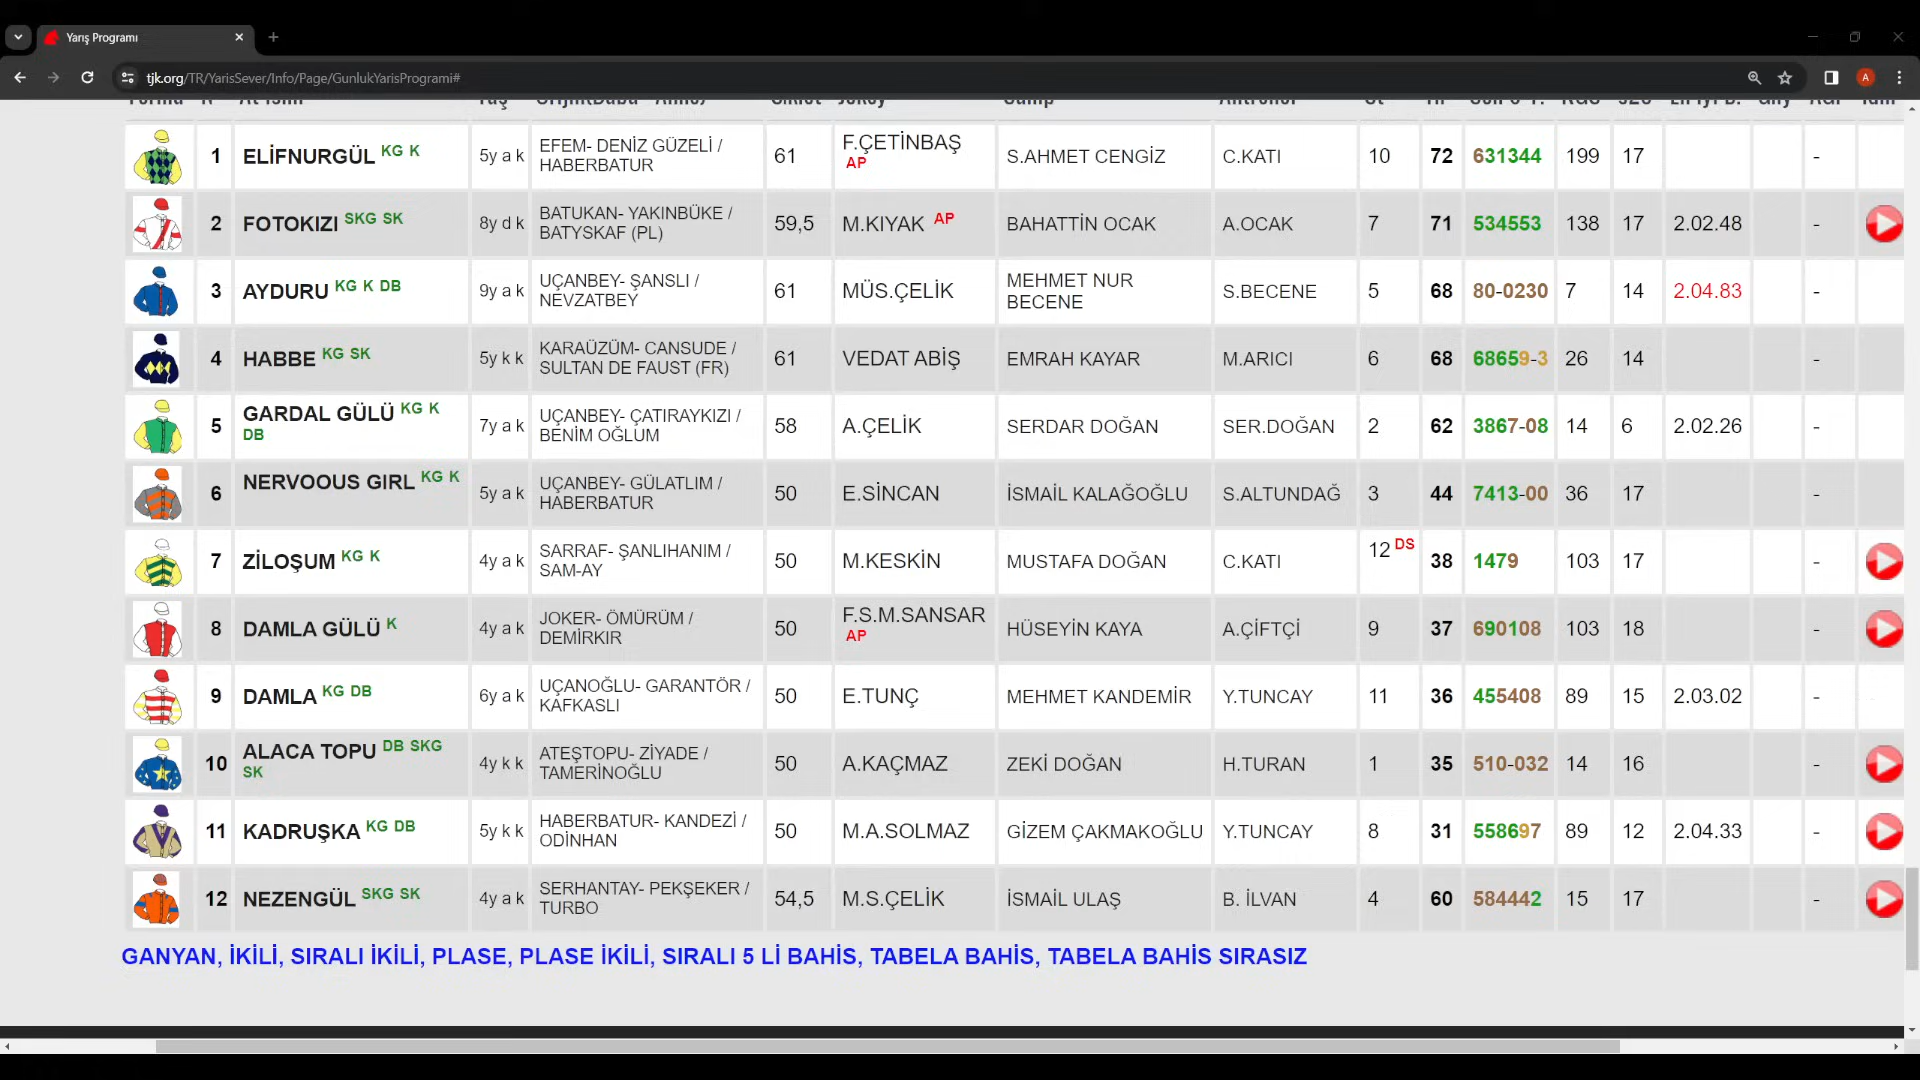 Yarış Programı
tjk.org/TR/YarisSever/Info/Page/GunlukYarisProgrami#
A
1 ELİFNURGÜL KG K 5y a k EFEM- DENİZ GÜZELİ / HABERBATUR 61 F.ÇETİNBAŞ AP S.AHMET CENGİZ C.KATI 10 72 631344 199 17 -
2 FOTOKIZI SKG SK 8y d k BATUKAN- YAKINBÜKE / BATYSKAF (PL) 59,5 M.KIYAK AP BAHATTİN OCAK A.OCAK 7 71 534553 138 17 2.02.48 -
3 AYDURU KG K DB 9y a k UÇANBEY- ŞANSLI / NEVZATBEY 61 MÜS.ÇELİK MEHMET NUR BECENE S.BECENE 5 68 80-0230 7 14 2.04.83 -
4 HABBE KG SK 5y k k KARAÜZÜM- CANSUDE / SULTAN DE FAUST (FR) 61 VEDAT ABİŞ EMRAH KAYAR M.ARICI 6 68 68659-3 26 14 -
5 GARDAL GÜLÜ KG K DB 7y a k UÇANBEY- ÇATIRAYKIZI / BENİM OĞLUM 58 A.ÇELİK SERDAR DOĞAN SER.DOĞAN 2 62 3867-08 14 6 2.02.26 -
6 NERVOOUS GIRL KG K 5y a k UÇANBEY- GÜLATLIM / HABERBATUR 50 E.SİNCAN İSMAİL KALAĞOĞLU S.ALTUNDAĞ 3 44 7413-00 36 17 -
7 ZİLOŞUM KG K 4y a k SARRAF- ŞANLIHANIM / SAM-AY 50 M.KESKİN MUSTAFA DOĞAN C.KATI 12 DS 38 1479 103 17 -
8 DAMLA GÜLÜ K 4y a k JOKER- ÖMÜRÜM / DEMİRKIR 50 F.S.M.SANSAR AP HÜSEYİN KAYA A.ÇİFTÇİ 9 37 690108 103 18 -
9 DAMLA KG DB 6y a k UÇANOĞLU- GARANTÖR / KAFKASLI 50 E.TUNÇ MEHMET KANDEMİR Y.TUNCAY 11 36 455408 89 15 2.03.02 -
10 ALACA TOPU DB SKG SK 4y k k ATEŞTOPU- ZİYADE / TAMERİNOĞLU 50 A.KAÇMAZ ZEKİ DOĞAN H.TURAN 1 35 510-032 14 16 -
11 KADRUŞKA KG DB 5y k k HABERBATUR- KANDEZİ / ODİNHAN 50 M.A.SOLMAZ GİZEM ÇAKMAKOĞLU Y.TUNCAY 8 31 558697 89 12 2.04.33 -
12 NEZENGÜL SKG SK 4y a k SERHANTAY- PEKŞEKER / TURBO 54,5 M.S.ÇELİK İSMAİL ULAŞ B. İLVAN 4 60 584442 15 17 -
GANYAN, İKİLİ, SIRALI İKİLİ, PLASE, PLASE İKİLİ, SIRALI 5 Lİ BAHİS, TABELA BAHİS, TABELA BAHİS SIRASIZ